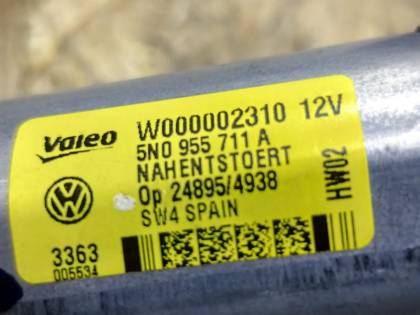 Valeo W000002310 12V
5N0 955 711 A
NAHENTSTOERT
Op 24895/4938
SW4 SPAIN
HW02
3363
005534